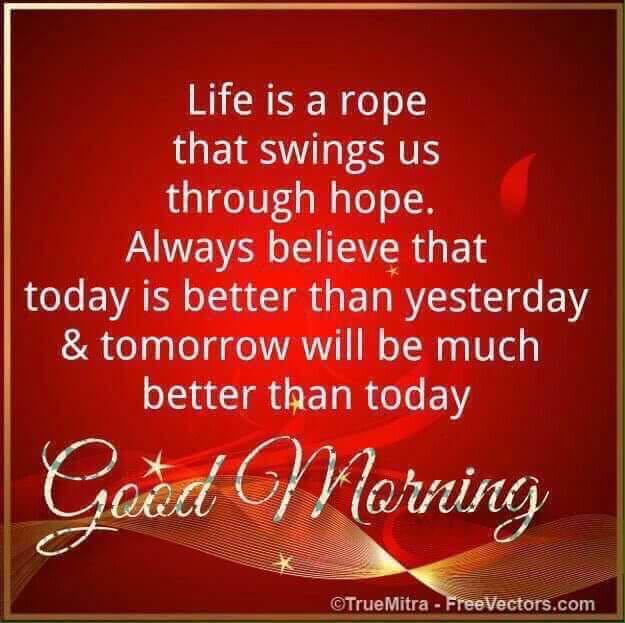 Life is a rope
that swings us
through hope.
Always believe that
today is better than yesterday
& tomorrow will be much
better than today
Good Morning
©TrueMitra - FreeVectors.com